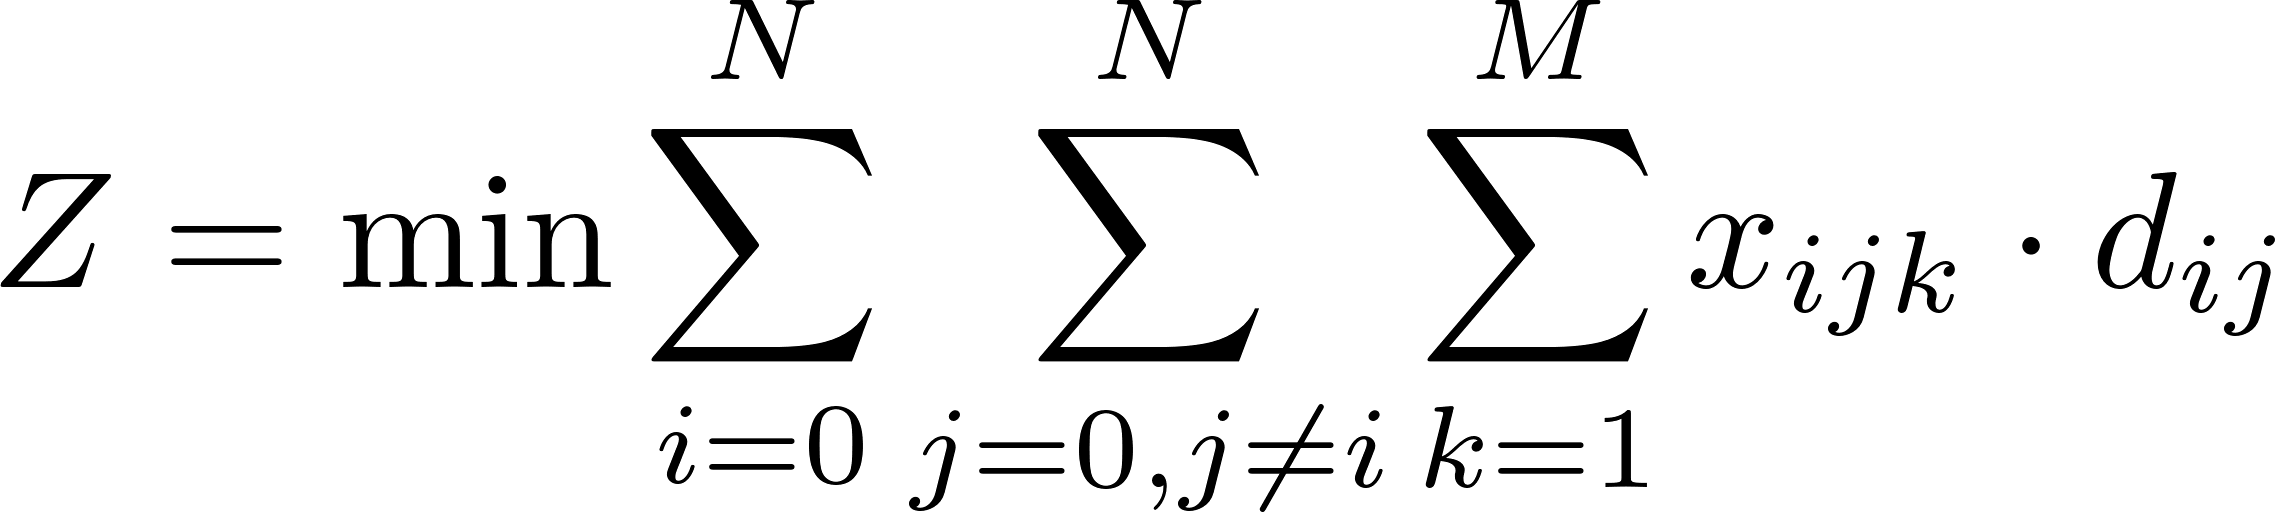 Z = \min \sum_{i=0}^{N} \sum_{j=0, j \neq i}^{N} \sum_{k=1}^{M} x_{ijk} \cdot d_{ij}